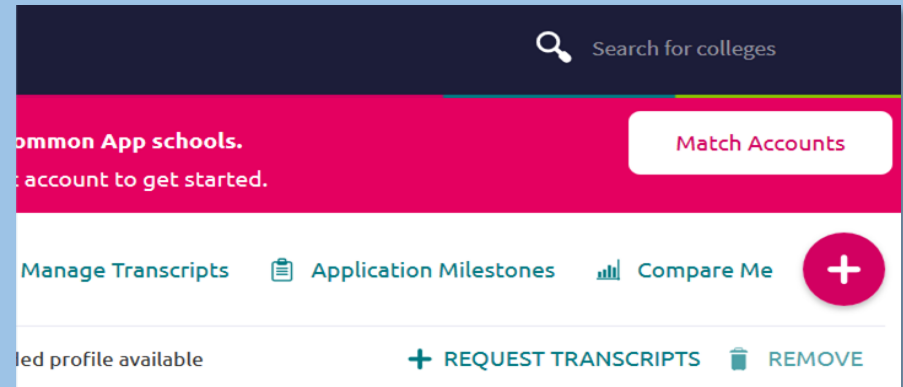 Search for colleges
ommon App schools.
Match Accounts
account to get started.
Manage Transcripts Application Milestones Compare Me +
led profile available + REQUEST TRANSCRIPTS REMOVE